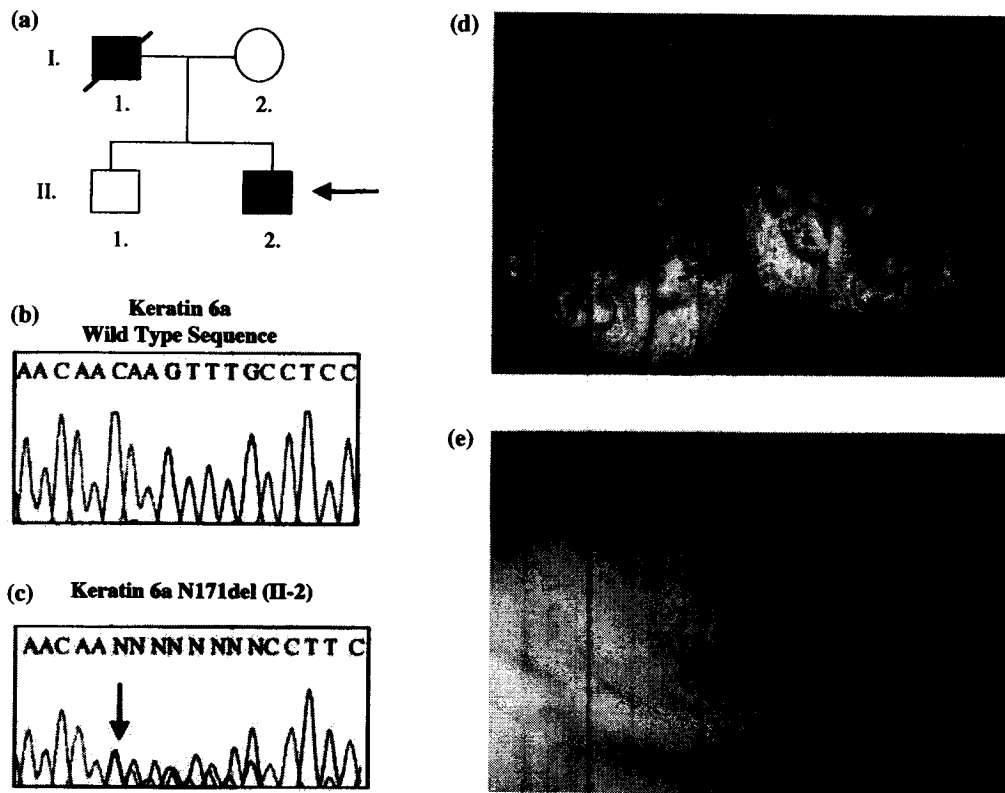 (a)
I.
1.
2.
II.
1.
2.
(b)
Keratin 6a
Wild Type Sequence
AACAACAAGTTTGCCTCC
(c) Keratin 6a N171del (II-2)
AACAANNNNNNNNCCTTC
(d)
(e)